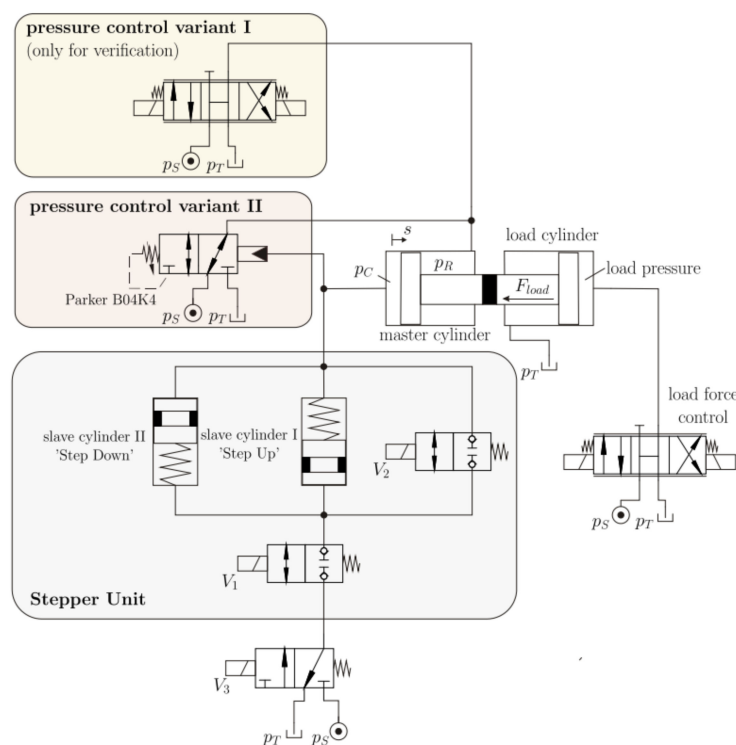 pressure control variant I
(only for verification)
p_S
p_T
pressure control variant II
Parker B04K4
p_S
p_T
s
load cylinder
p_C
p_R
load pressure
F_load
master cylinder
p_T
load force
control
p_S
p_T
slave cylinder II
'Step Down'
slave cylinder I
'Step Up'
V_2
V_1
Stepper Unit
V_3
p_T
p_S